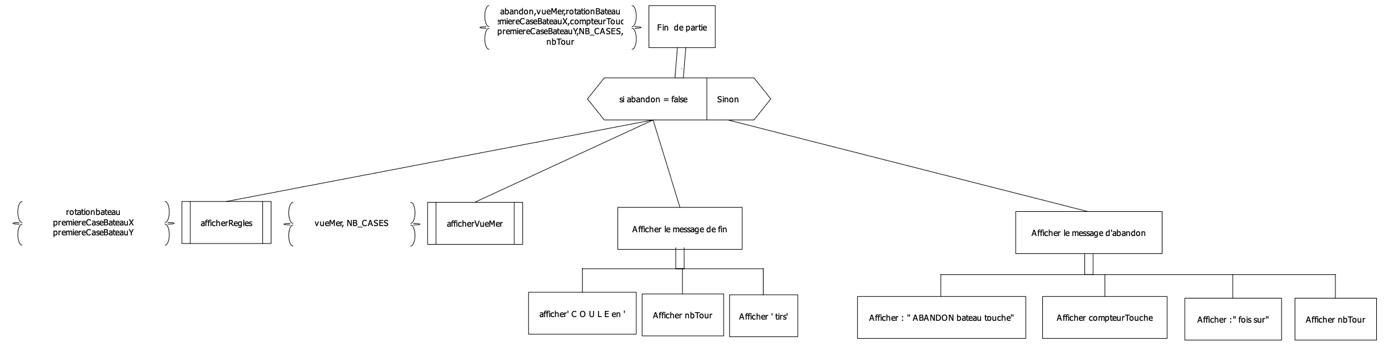 abandon,vueMer,rotationBateau
emiereCaseBateauX,compteurTouc
premiereCaseBateauY,NB_CASES,
nbTour
Fin de partie
si abandon = false
Sinon
rotationbateau
premiereCaseBateauX
premiereCaseBateauY
afficherRegles
vueMer, NB_CASES
afficherVueMer
Afficher le message de fin
Afficher le message d'abandon
afficher' C O U L E en '
Afficher nbTour
Afficher ' tirs'
Afficher : " ABANDON bateau touche"
Afficher compteurTouche
Afficher :" fois sur"
Afficher nbTour